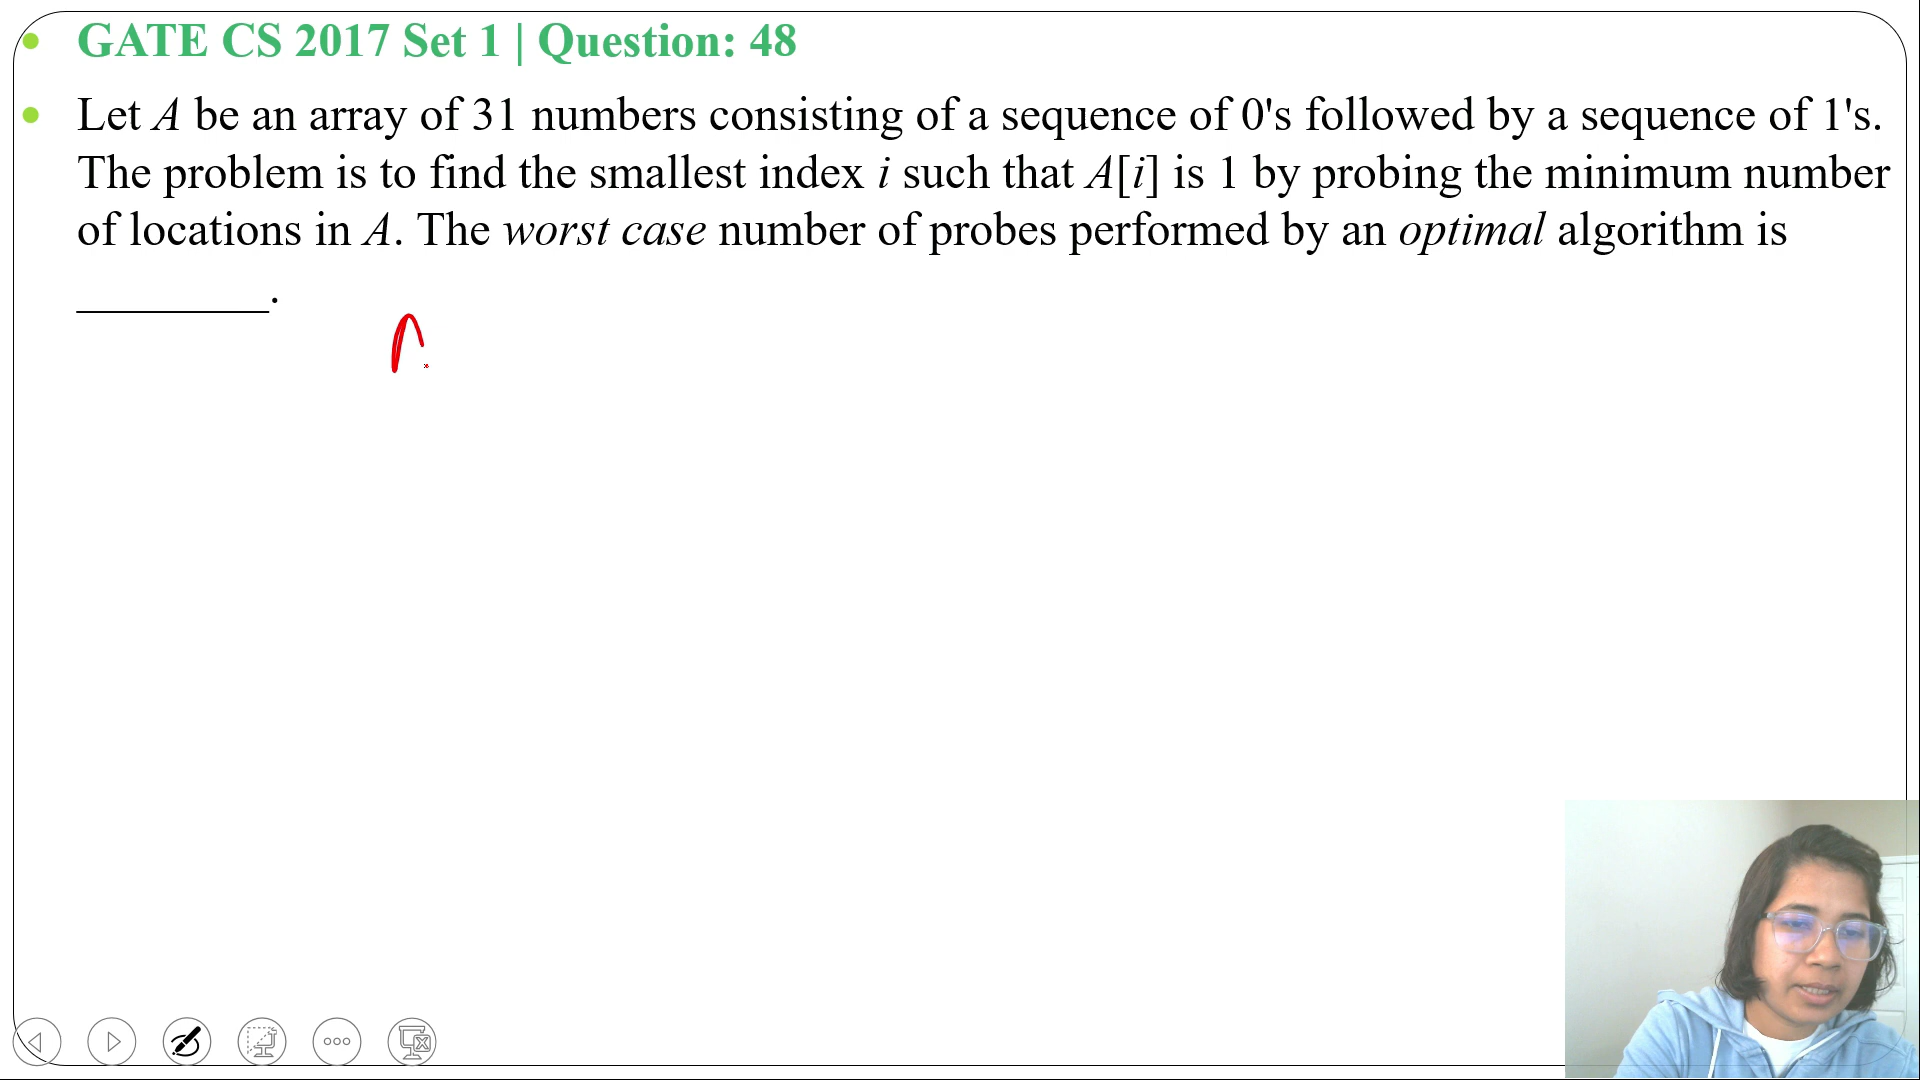 GATE CS 2017 Set 1 | Question: 48
Let A be an array of 31 numbers consisting of a sequence of 0's followed by a sequence of 1's.
The problem is to find the smallest index i such that A[i] is 1 by probing the minimum number
of locations in A. The worst case number of probes performed by an optimal algorithm is
________.